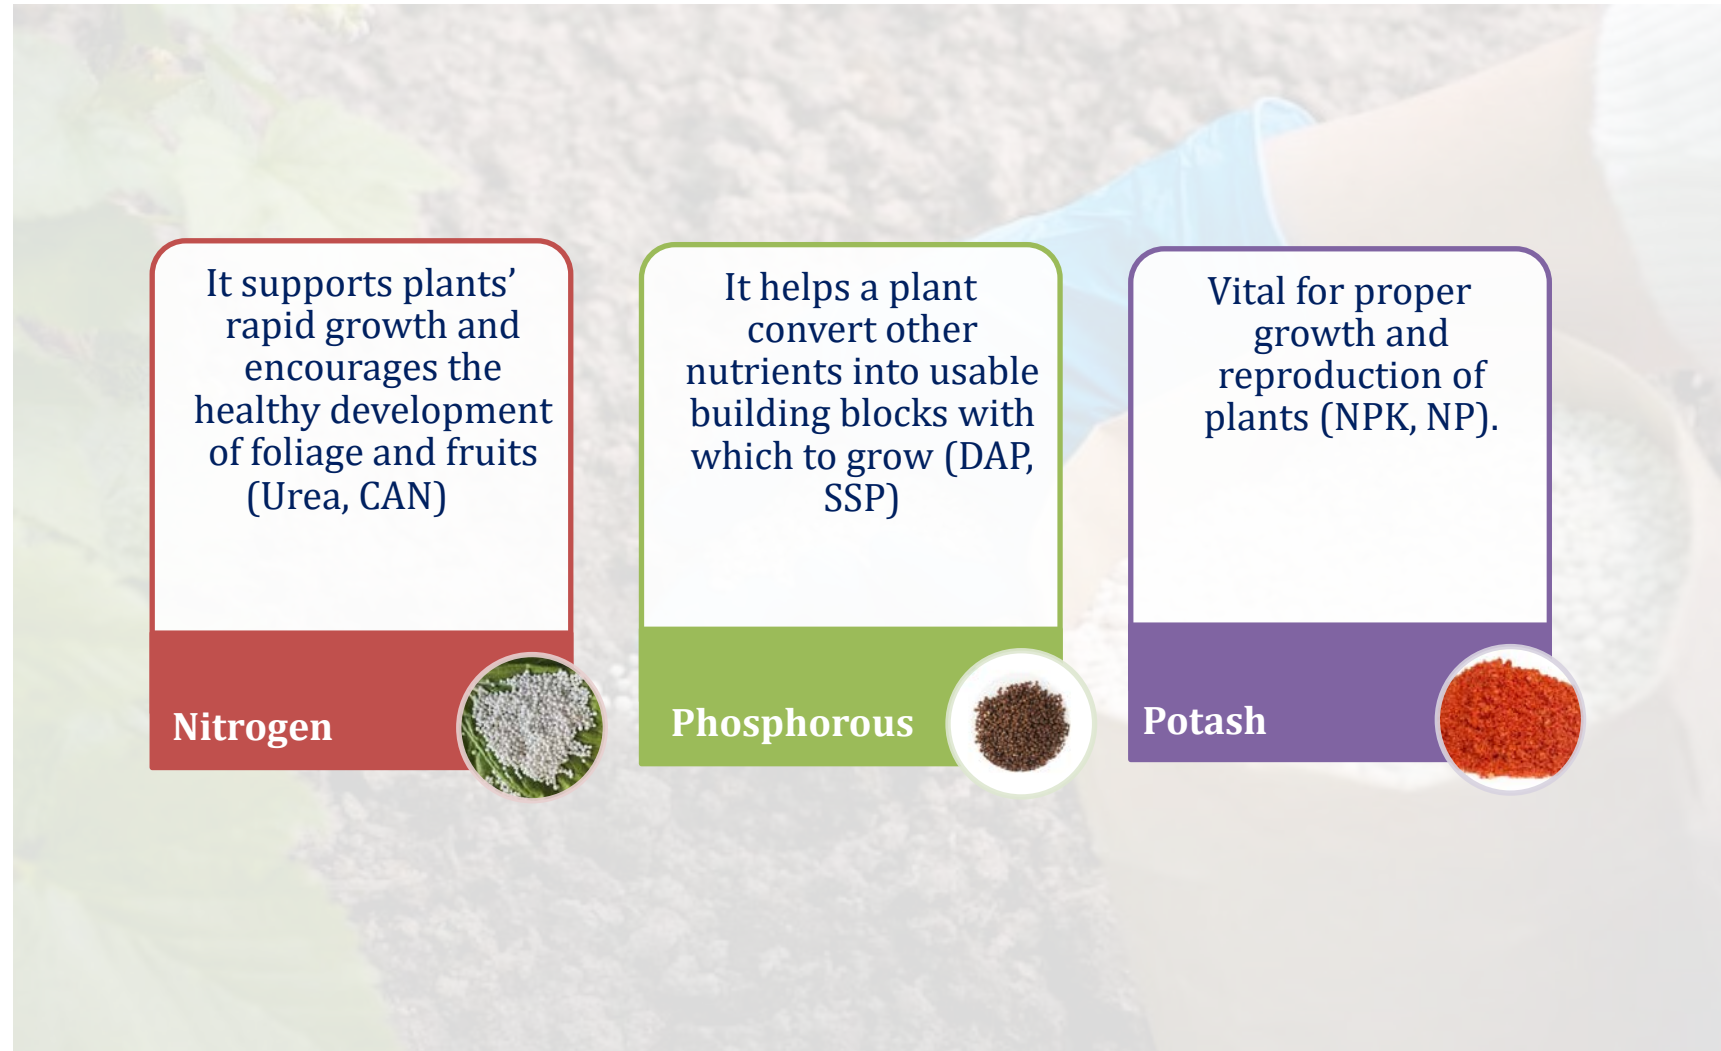 It supports plants’
rapid growth and
encourages the
healthy development
of foliage and fruits
(Urea, CAN)
Nitrogen
It helps a plant
convert other
nutrients into usable
building blocks with
which to grow (DAP,
SSP)
Phosphorous
Vital for proper
growth and
reproduction of
plants (NPK, NP).
Potash